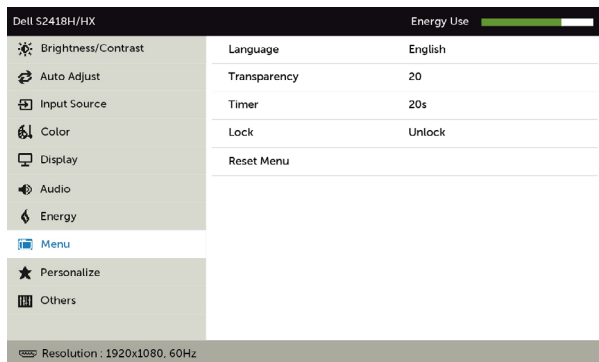 Dell S2418H/HX Energy Use
Brightness/Contrast Language English
Auto Adjust Transparency 20
Input Source Timer 20s
Color Lock Unlock
Display Reset Menu
Audio
Energy
Menu
Personalize
Others
Resolution : 1920x1080, 60Hz